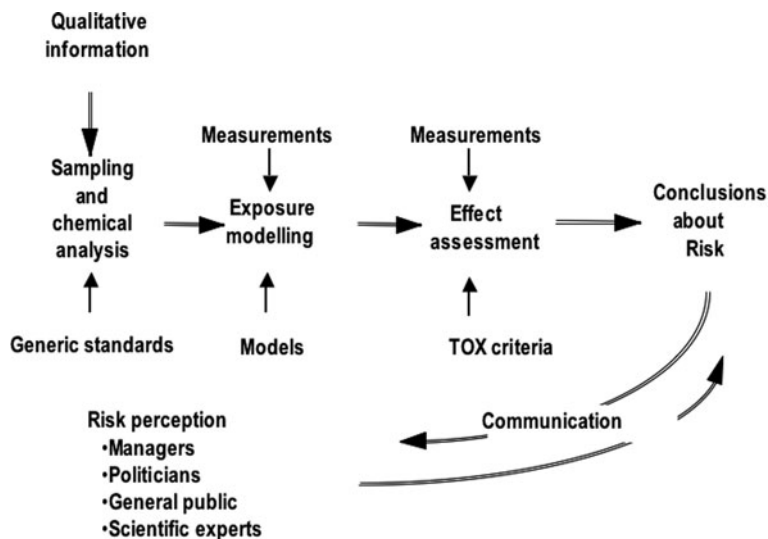 Qualitative
information
Measurements
Measurements
Sampling
and
chemical
analysis
Exposure
modelling
Effect
assessment
Conclusions
about
Risk
Generic standards
Models
TOX criteria
Risk perception
•Managers
•Politicians
•General public
•Scientific experts
Communication